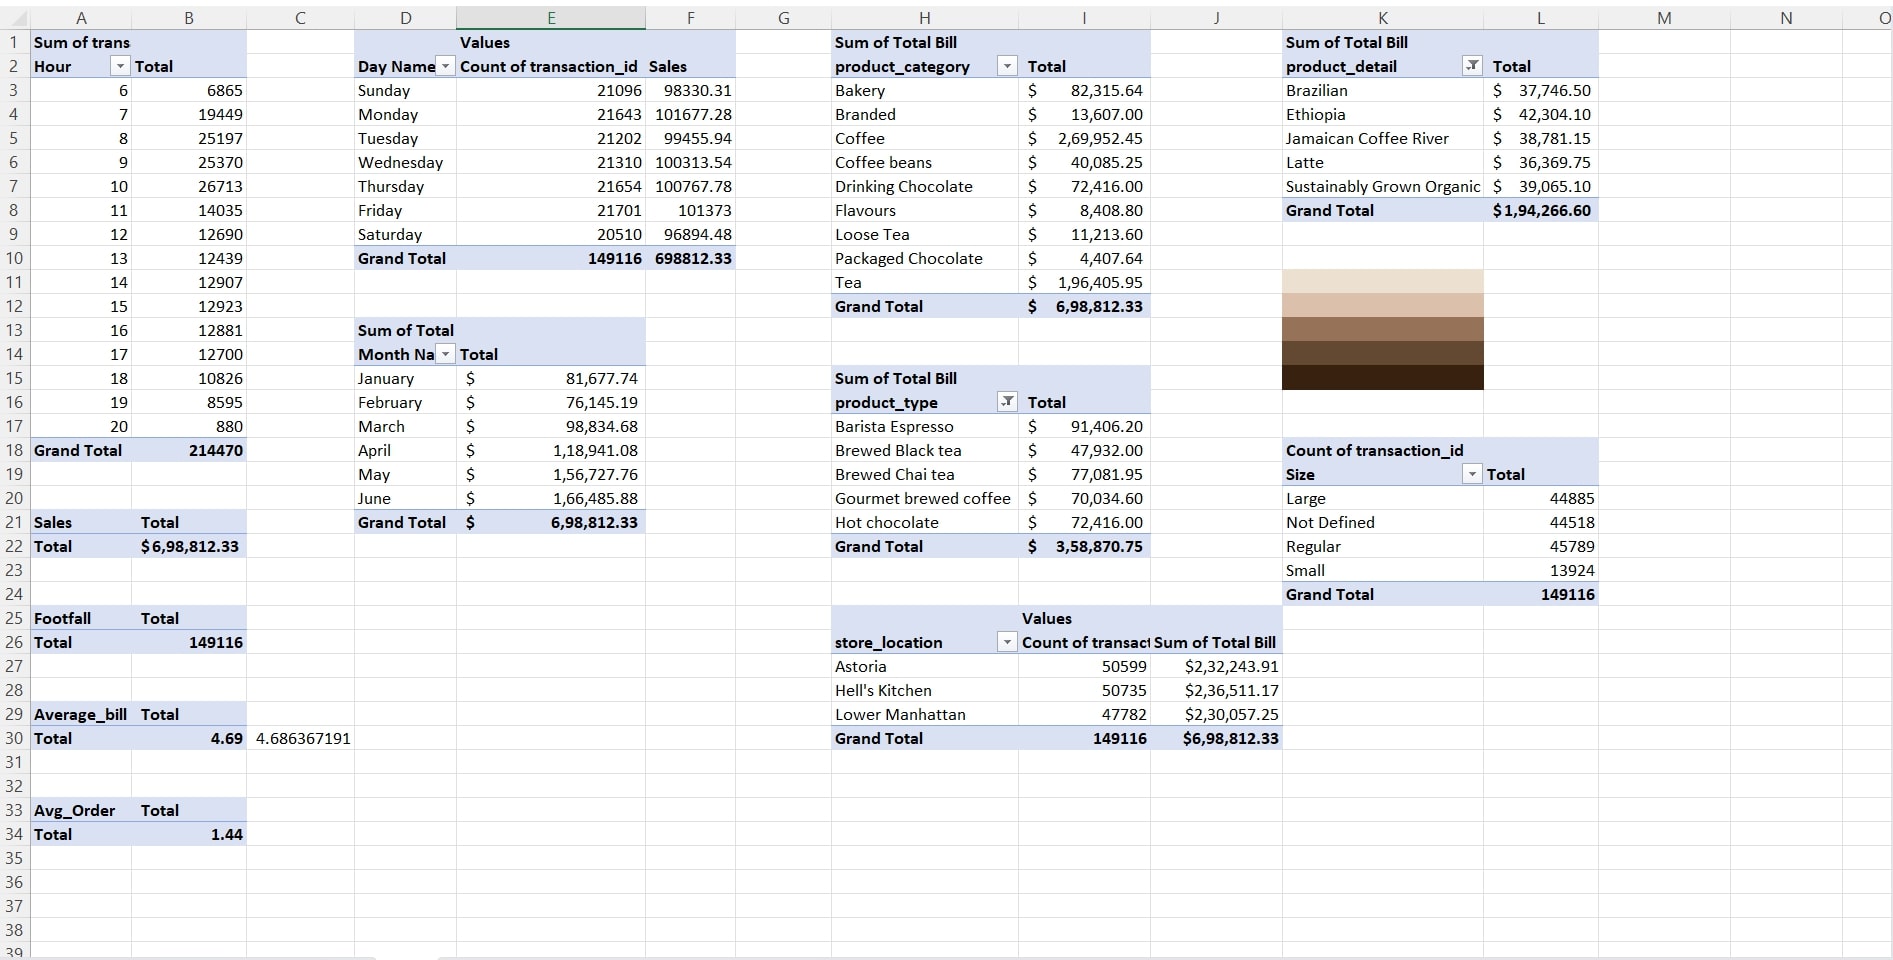 A B C D E F G H I J K L M N O
1 Sum of trans Values Sum of Total Bill Sum of Total Bill
2 Hour Total Day Name Count of transaction_id Sales product_category Total product_detail Total
3 6 6865 Sunday 21096 98330.31 Bakery $ 82,315.64 Brazilian $ 37,746.50
4 7 19449 Monday 21643 101677.28 Branded $ 13,607.00 Ethiopia $ 42,304.10
5 8 25197 Tuesday 21202 99455.94 Coffee $ 2,69,952.45 Jamaican Coffee River $ 38,781.15
6 9 25370 Wednesday 21310 100313.54 Coffee beans $ 40,085.25 Latte $ 36,369.75
7 10 26713 Thursday 21654 100767.78 Drinking Chocolate $ 72,416.00 Sustainably Grown Organic $ 39,065.10
8 11 14035 Friday 21701 101373 Flavours $ 8,408.80 Grand Total $1,94,266.60
9 12 12690 Saturday 20510 96894.48 Loose Tea $ 11,213.60
10 13 12439 Grand Total 149116 698812.33 Packaged Chocolate $ 4,407.64
11 14 12907 Tea $ 1,96,405.95
12 15 12923 Grand Total $ 6,98,812.33
13 16 12881 Sum of Total
14 17 12700 Month Na Total
15 18 10826 January $ 81,677.74 Sum of Total Bill
16 19 8595 February $ 76,145.19 product_type Total
17 20 880 March $ 98,834.68 Barista Espresso $ 91,406.20
18 Grand Total 214470 April $ 1,18,941.08 Brewed Black tea $ 47,932.00 Count of transaction_id
19 May $ 1,56,727.76 Brewed Chai tea $ 77,081.95 Size Total
20 June $ 1,66,485.88 Gourmet brewed coffee $ 70,034.60 Large 44885
21 Sales Total Grand Total $ 6,98,812.33 Hot chocolate $ 72,416.00 Not Defined 44518
22 Total $6,98,812.33 Grand Total $ 3,58,870.75 Regular 45789
23 Small 13924
24 Grand Total 149116
25 Footfall Total Values
26 Total 149116 store_location Count of transact Sum of Total Bill
27 Astoria 50599 $2,32,243.91
28 Hell's Kitchen 50735 $2,36,511.17
29 Average_bill Total Lower Manhattan 47782 $2,30,057.25
30 Total 4.69 4.686367191 Grand Total 149116 $6,98,812.33
31
32
33 Avg_Order Total
34 Total 1.44
35
36
37
38
39